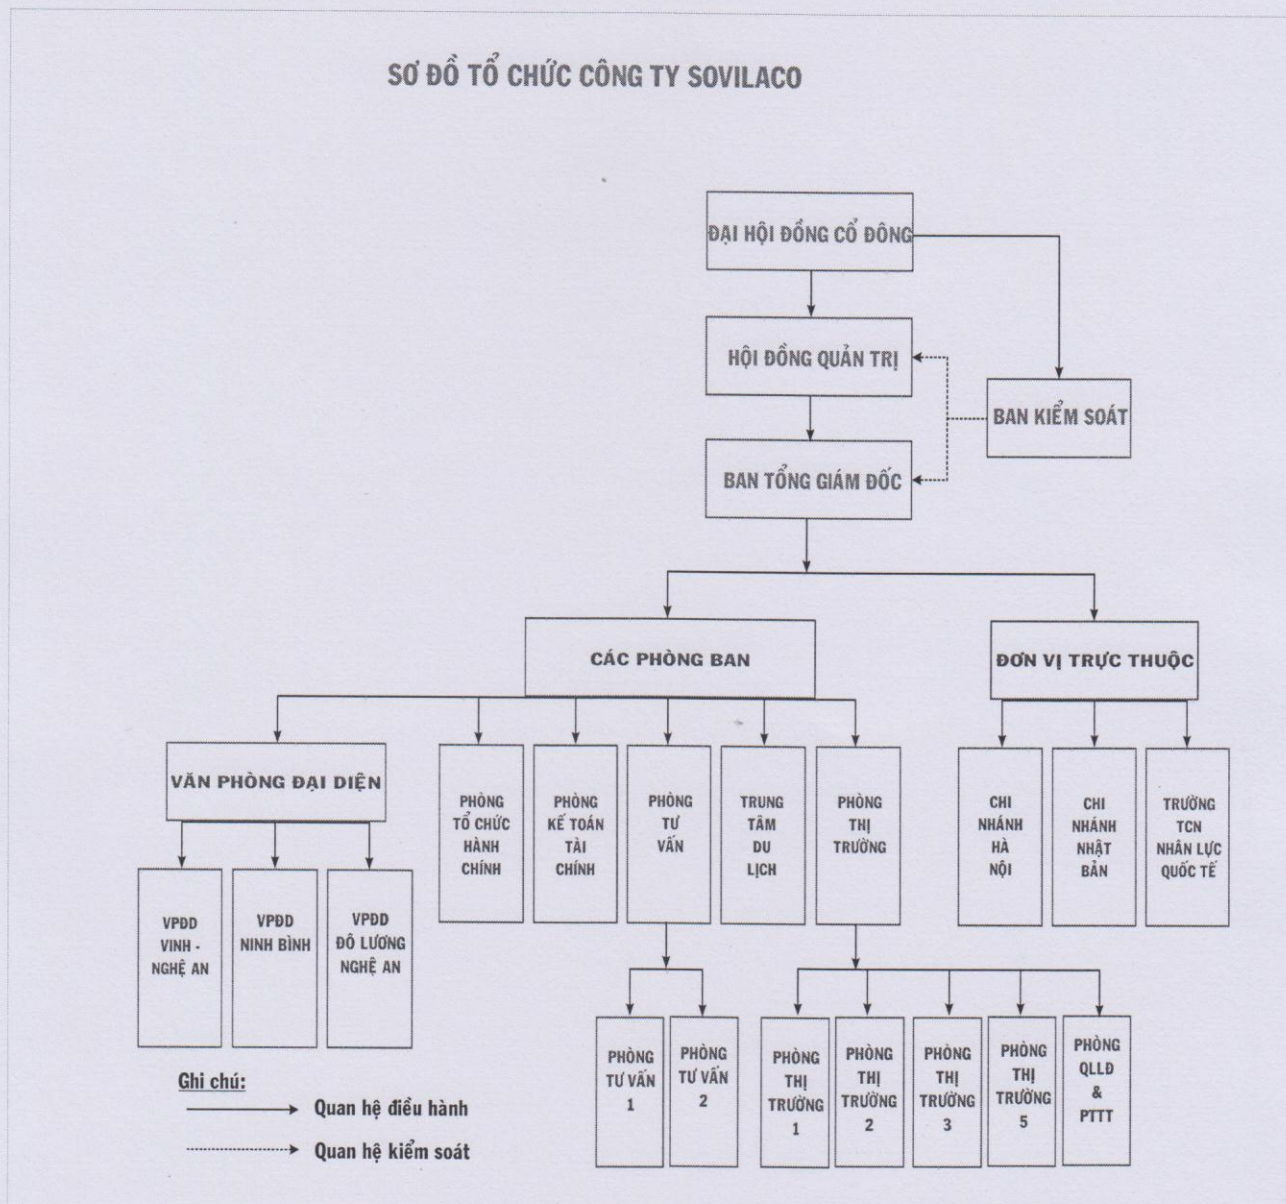 SƠ ĐỒ TỔ CHỨC CÔNG TY SOVILACO
ĐẠI HỘI ĐỒNG CỔ ĐÔNG
HỘI ĐỒNG QUẢN TRỊ
BAN KIỂM SOÁT
BAN TỔNG GIÁM ĐỐC
CÁC PHÒNG BAN
ĐƠN VỊ TRỰC THUỘC
VĂN PHÒNG ĐẠI DIỆN
PHÒNG
TỔ CHỨC
HÀNH
CHÍNH
PHÒNG
KẾ TOÁN
TÀI
CHÍNH
PHÒNG
TƯ
VẤN
TRUNG
TÂM
DU
LỊCH
PHÒNG
THỊ
TRƯỜNG
CHI
NHÁNH
HÀ
NỘI
CHI
NHÁNH
NHẬT
BẢN
TRƯỜNG
TCN
NHÂN LỰC
QUỐC TẾ
VPĐD
VINH -
NGHỆ AN
VPĐD
NINH BÌNH
VPĐD
ĐÔ LƯƠNG
NGHỆ AN
PHÒNG
TƯ VẤN
1
PHÒNG
TƯ VẤN
2
PHÒNG
THỊ
TRƯỜNG
1
PHÒNG
THỊ
TRƯỜNG
2
PHÒNG
THỊ
TRƯỜNG
3
PHÒNG
THỊ
TRƯỜNG
5
PHÒNG
QLLĐ
&
PTTT
Ghi chú:
Quan hệ điều hành
Quan hệ kiểm soát